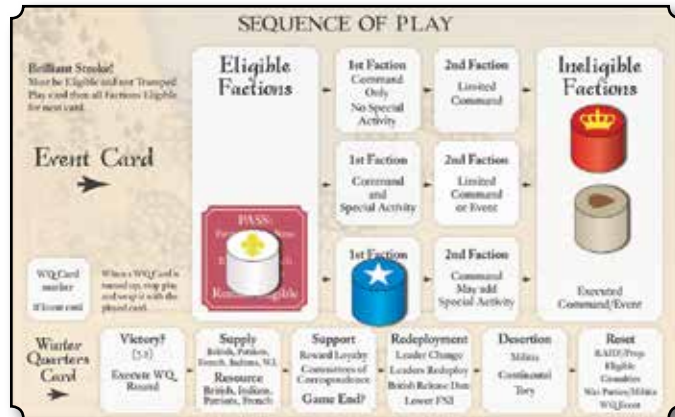 SEQUENCE OF PLAY
Brilliant Stroke!
Must be Eligible and not Trumped
Play card then all Factions Eligible
for next card.
Event Card
Eligible
Factions
PASS:
1st Faction
Command
Only
No Special
Activity
2nd Faction
Limited
Command
1st Faction
Command
and
Special Activity
2nd Faction
Limited
Command
or Event
1st Faction
2nd Faction
Command
May add
Special Activity
Ineligible
Factions
Executed
Command/Event
WQ Card
marker
If front card
When a WQ Card is
turned up, stop play
and swap it with the
played card.
Winter
Quarters
Card
Victory?
Execute WQ
Round
Supply
British, Patriots,
French, Indians, W.I.
Resource
British, Indians,
Patriots, French
Support
Reward Loyalty
Committees of
Correspondence
Game End?
Redeployment
Leader Change
Leaders Redeploy
British Release Date
Lower FNI
Desertion
Militia
Continental
Tory
Reset
RAID/Prop.
Eligible
Casualties
War Parties/Militia
WQ Event